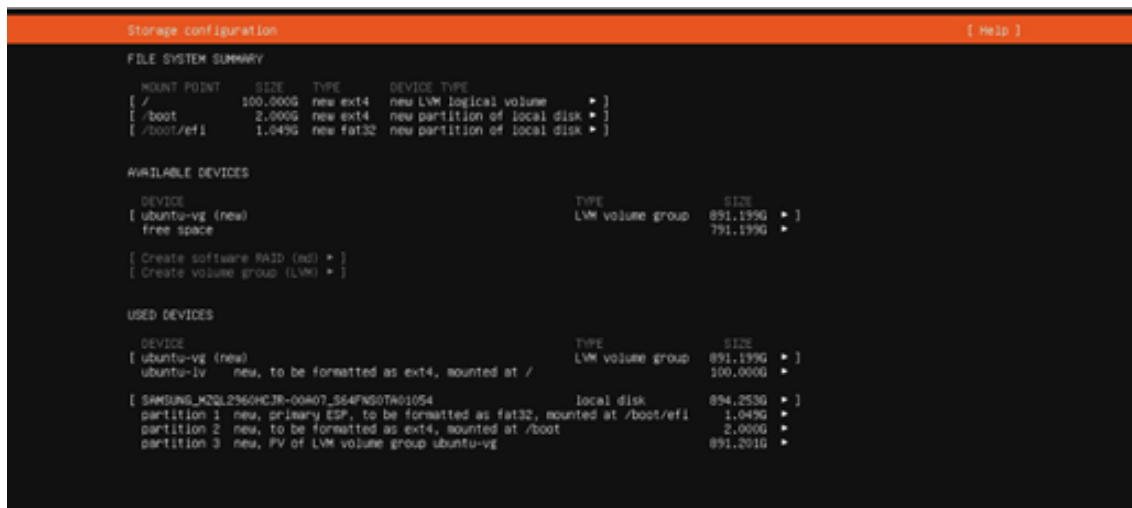 Storage configuration [ Help ]
FILE SYSTEM SUMMARY
MOUNT POINT SIZE TYPE DEVICE TYPE
[ / 100.000G new ext4 new LVM logical volume ▸ ]
[ /boot 2.000G new ext4 new partition of local disk ▸ ]
[ /boot/efi 1.049G new fat32 new partition of local disk ▸ ]
AVAILABLE DEVICES
DEVICE TYPE SIZE
[ ubuntu-vg (new) LVM volume group 891.199G ▸ ]
free space 791.199G ▸
[ Create software RAID (md) ▸ ]
[ Create volume group (LVM) ▸ ]
USED DEVICES
DEVICE TYPE SIZE
[ ubuntu-vg (new) LVM volume group 891.199G ▸ ]
ubuntu-lv new, to be formatted as ext4, mounted at / 100.000G ▸
[ SAMSUNG_MZQL2960HCJR-00A07_S64FNS0TA01054 local disk 894.253G ▸ ]
partition 1 new, primary ESP, to be formatted as fat32, mounted at /boot/efi 1.049G ▸
partition 2 new, to be formatted as ext4, mounted at /boot 2.000G ▸
partition 3 new, PV of LVM volume group ubuntu-vg 891.201G ▸